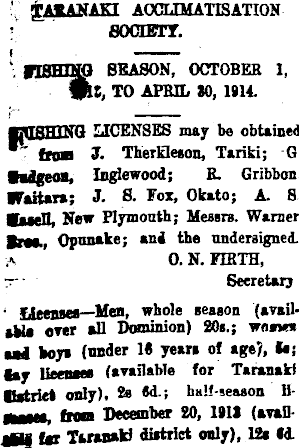 TARANAKI ACCLIMATISATION
SOCIETY.
FISHING SEASON, OCTOBER 1,
TO APRIL 30, 1914.
FISHING LICENSES may be obtained
from J. Therkleson, Tariki; G
Gudgeon, Inglewood; R. Gribbon
Waitara; J. S. Fox, Okato; A. S
Hasell, New Plymouth; Messrs. Warner
Bros., Opunake; and the undersigned.
O. N. FIRTH,
Secretary
Licenses—Men, whole season (avail-
able over all Dominion) 20s.; women
and boys (under 16 years of age), 5s;
day licenses (available for Taranaki
district only), 2s 6d.; half-season li-
censes, from December 20, 1913 (avail-
able for Taranaki district only), 12s 6d